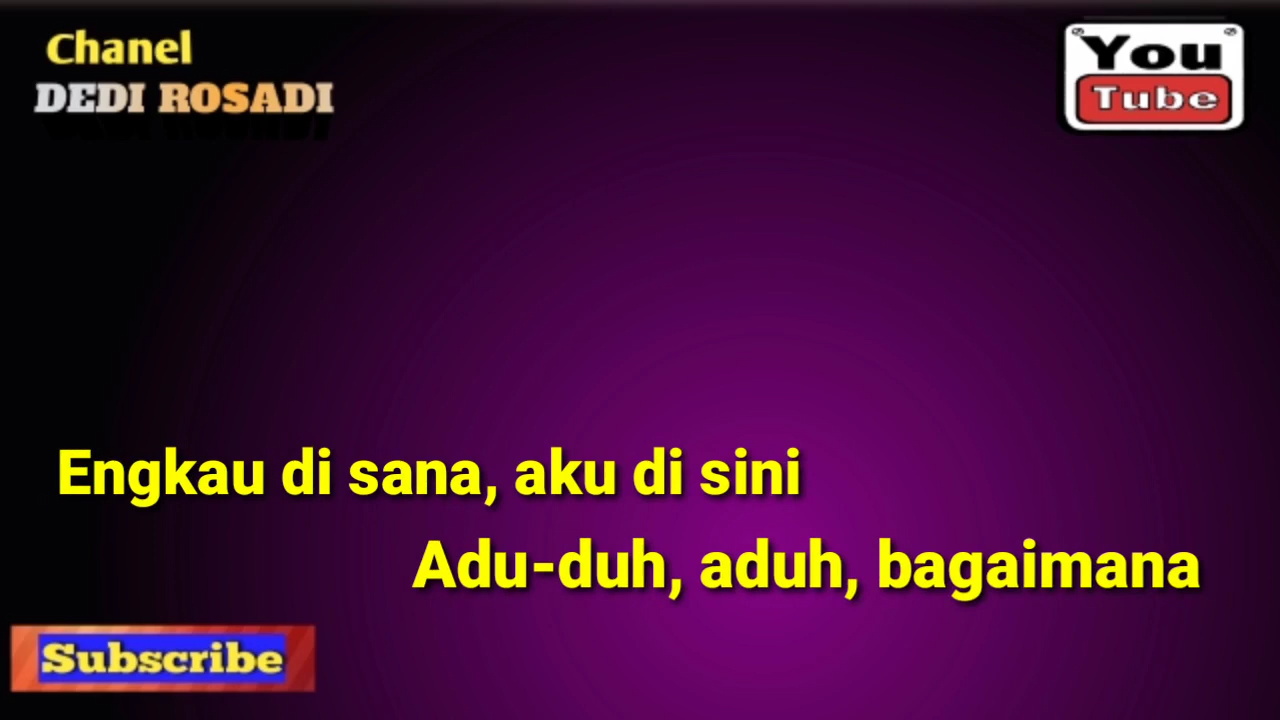 Chanel
DEDI ROSADI
You
Tube
Engkau di sana, aku di sini
Adu-duh, aduh, bagaimana
Subscribe